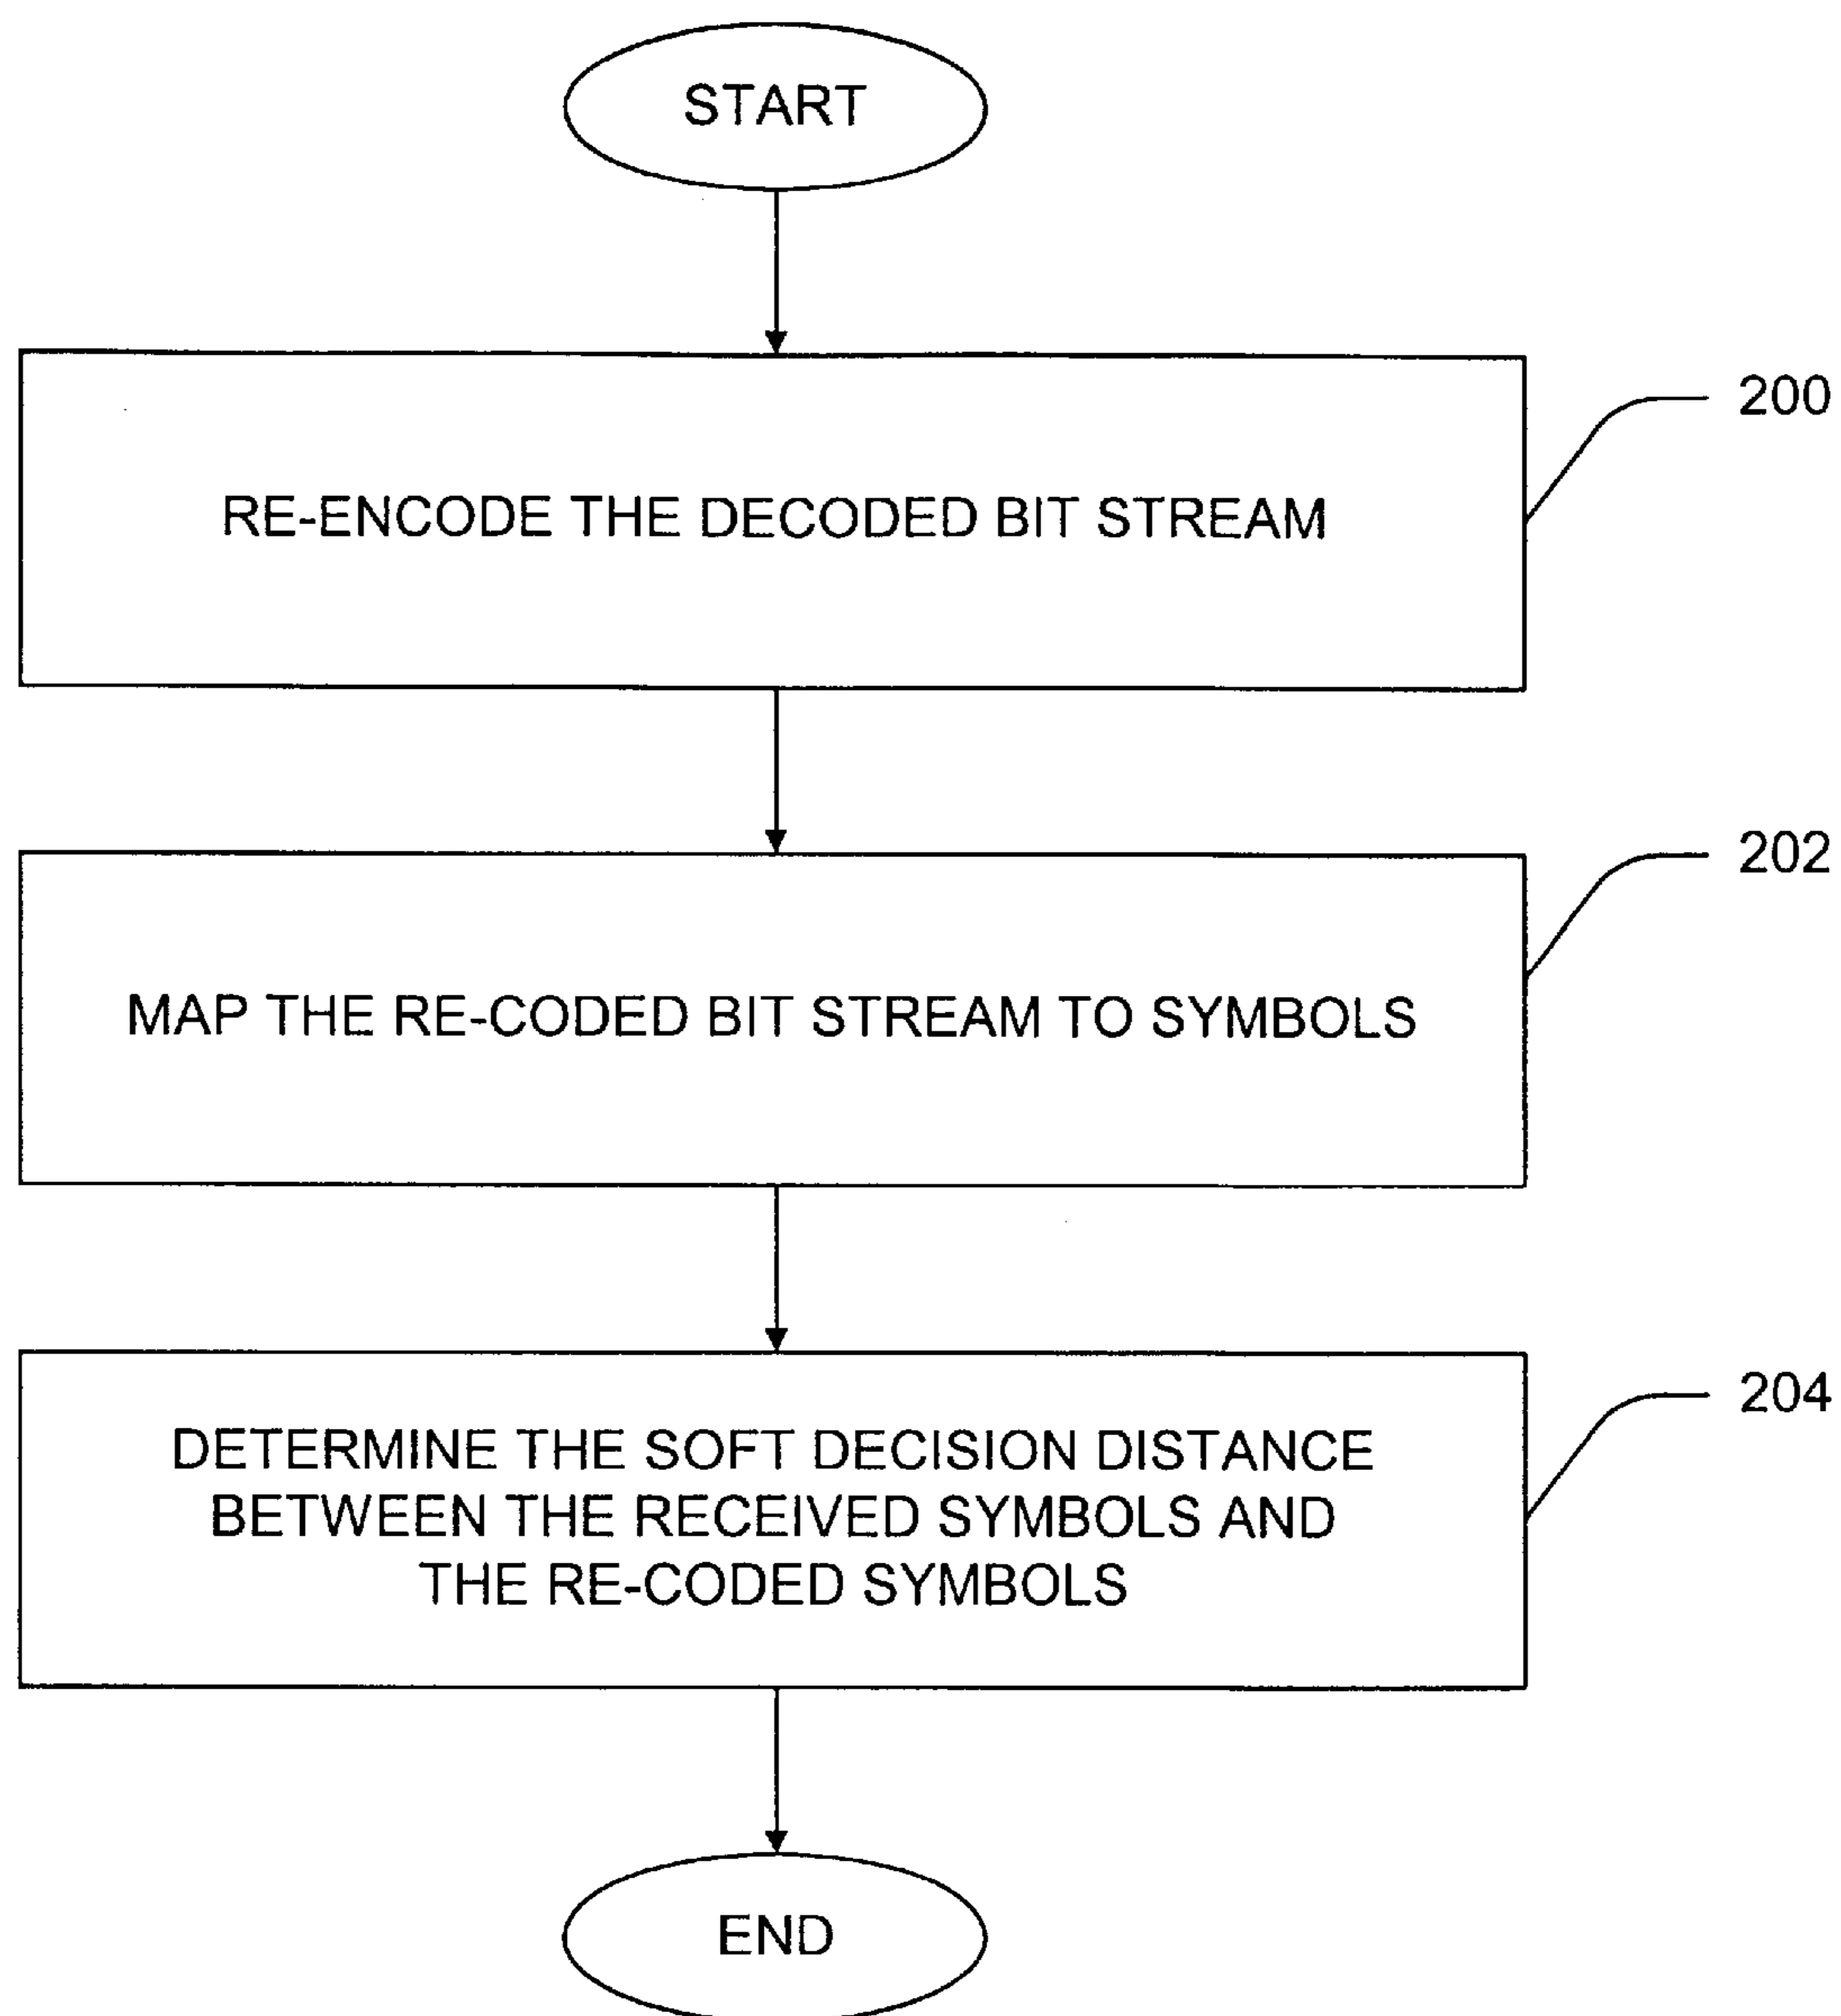 START
200
RE-ENCODE THE DECODED BIT STREAM
202
MAP THE RE-CODED BIT STREAM TO SYMBOLS
204
DETERMINE THE SOFT DECISION DISTANCE
BETWEEN THE RECEIVED SYMBOLS AND
THE RE-CODED SYMBOLS
END